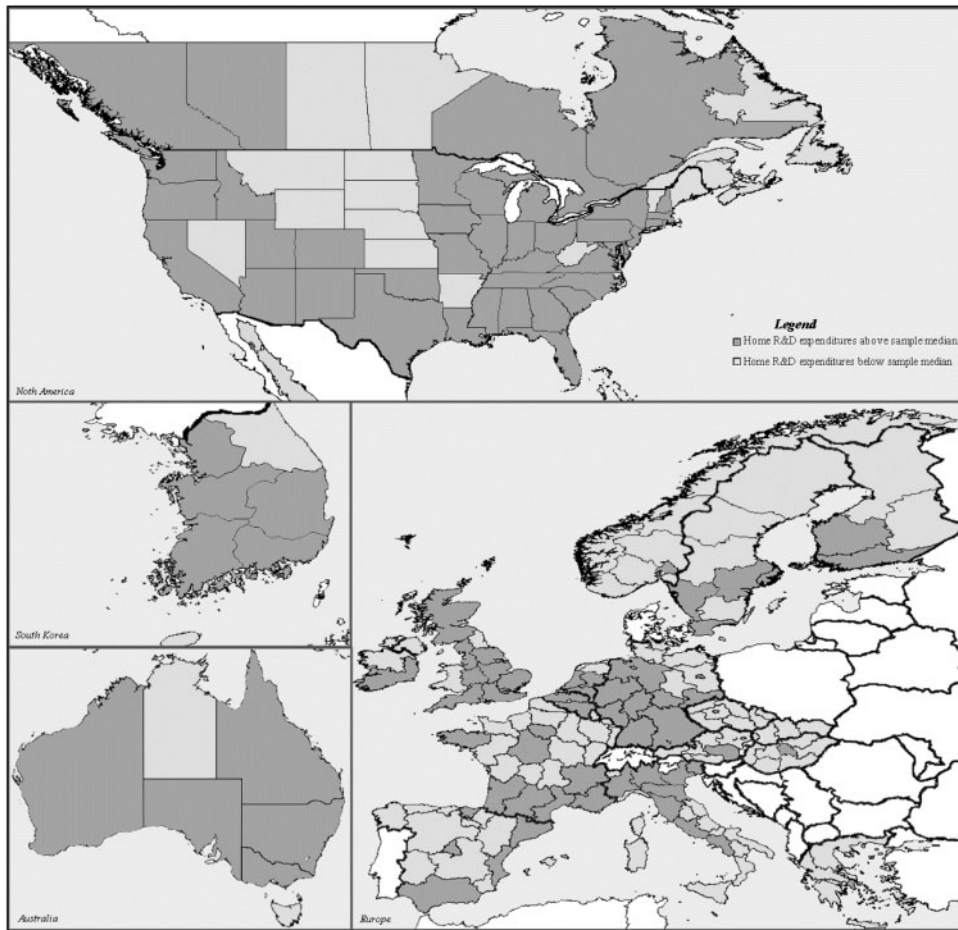 Legend
Home R&D expenditures above sample median
Home R&D expenditures below sample median
Noth America
South Korea
Australia
Europe